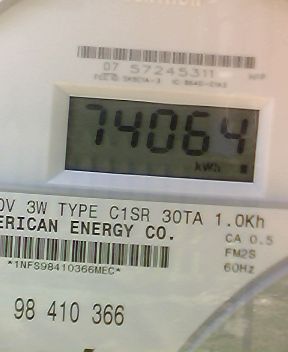 07 57245311
74064
kWh
0V 3W TYPE C1SR 30TA 1.0Kh
ERICAN ENERGY CO.
CA 0.5
FM2S
*1NFS98410366MEC*
60Hz
98 410 366